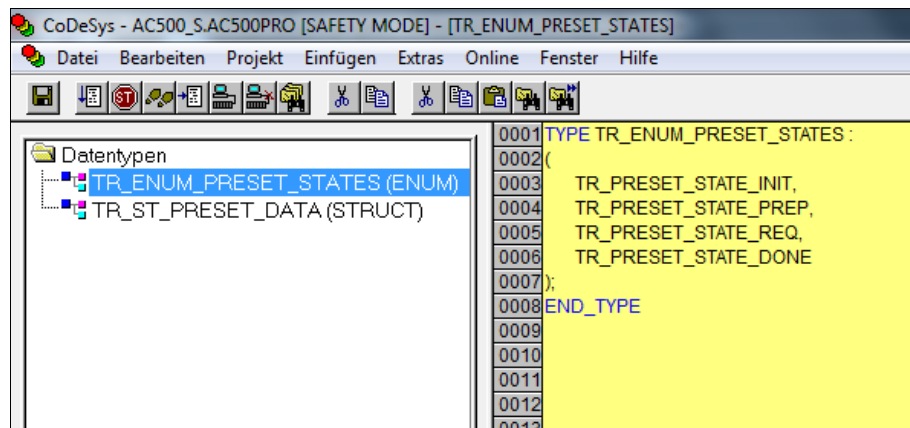 CoDeSys - AC500_S.AC500PRO [SAFETY MODE] - [TR_ENUM_PRESET_STATES]
Datei Bearbeiten Projekt Einfügen Extras Online Fenster Hilfe
ST
Datentypen
TR_ENUM_PRESET_STATES (ENUM)
TR_ST_PRESET_DATA (STRUCT)
0001 TYPE TR_ENUM_PRESET_STATES :
0002 (
0003 TR_PRESET_STATE_INIT,
0004 TR_PRESET_STATE_PREP,
0005 TR_PRESET_STATE_REQ,
0006 TR_PRESET_STATE_DONE
0007 );
0008 END_TYPE
0009
0010
0011
0012
0013